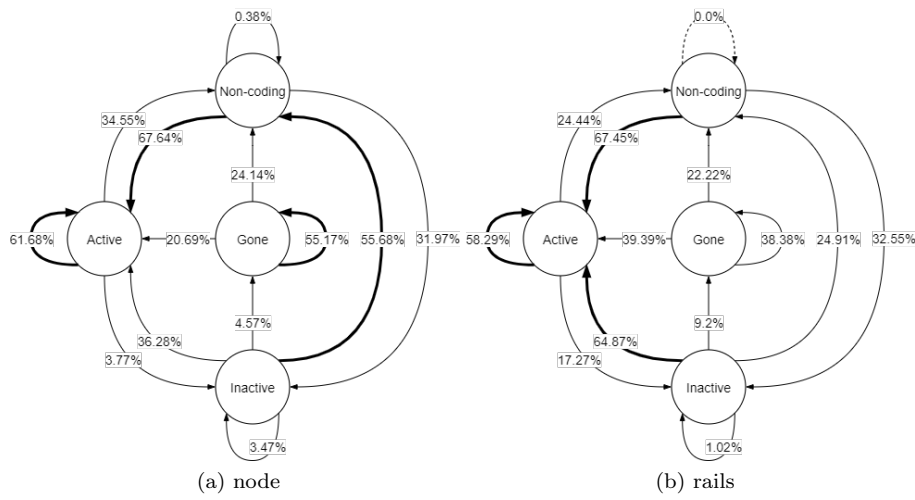 0.38%
Non-coding
34.55%
67.64%
24.14%
61.68%
Active
20.69%
Gone
55.17%
55.68%
31.97%
4.57%
36.28%
3.77%
Inactive
3.47%
(a) node
0.0%
Non-coding
24.44%
67.45%
22.22%
58.29%
Active
39.39%
Gone
38.38%
24.91%
32.55%
9.2%
64.87%
17.27%
Inactive
1.02%
(b) rails